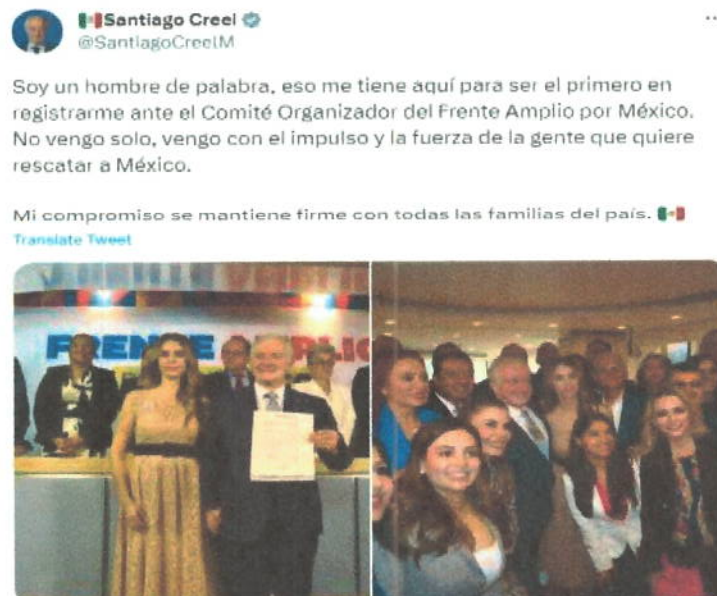 Santiago Creel
@SantiagoCreelM
Soy un hombre de palabra, eso me tiene aquí para ser el primero en
registrarme ante el Comité Organizador del Frente Amplio por México.
No vengo solo, vengo con el impulso y la fuerza de la gente que quiere
rescatar a México.
Mi compromiso se mantiene firme con todas las familias del país.
Translate Tweet
FRENTE AMPLIO